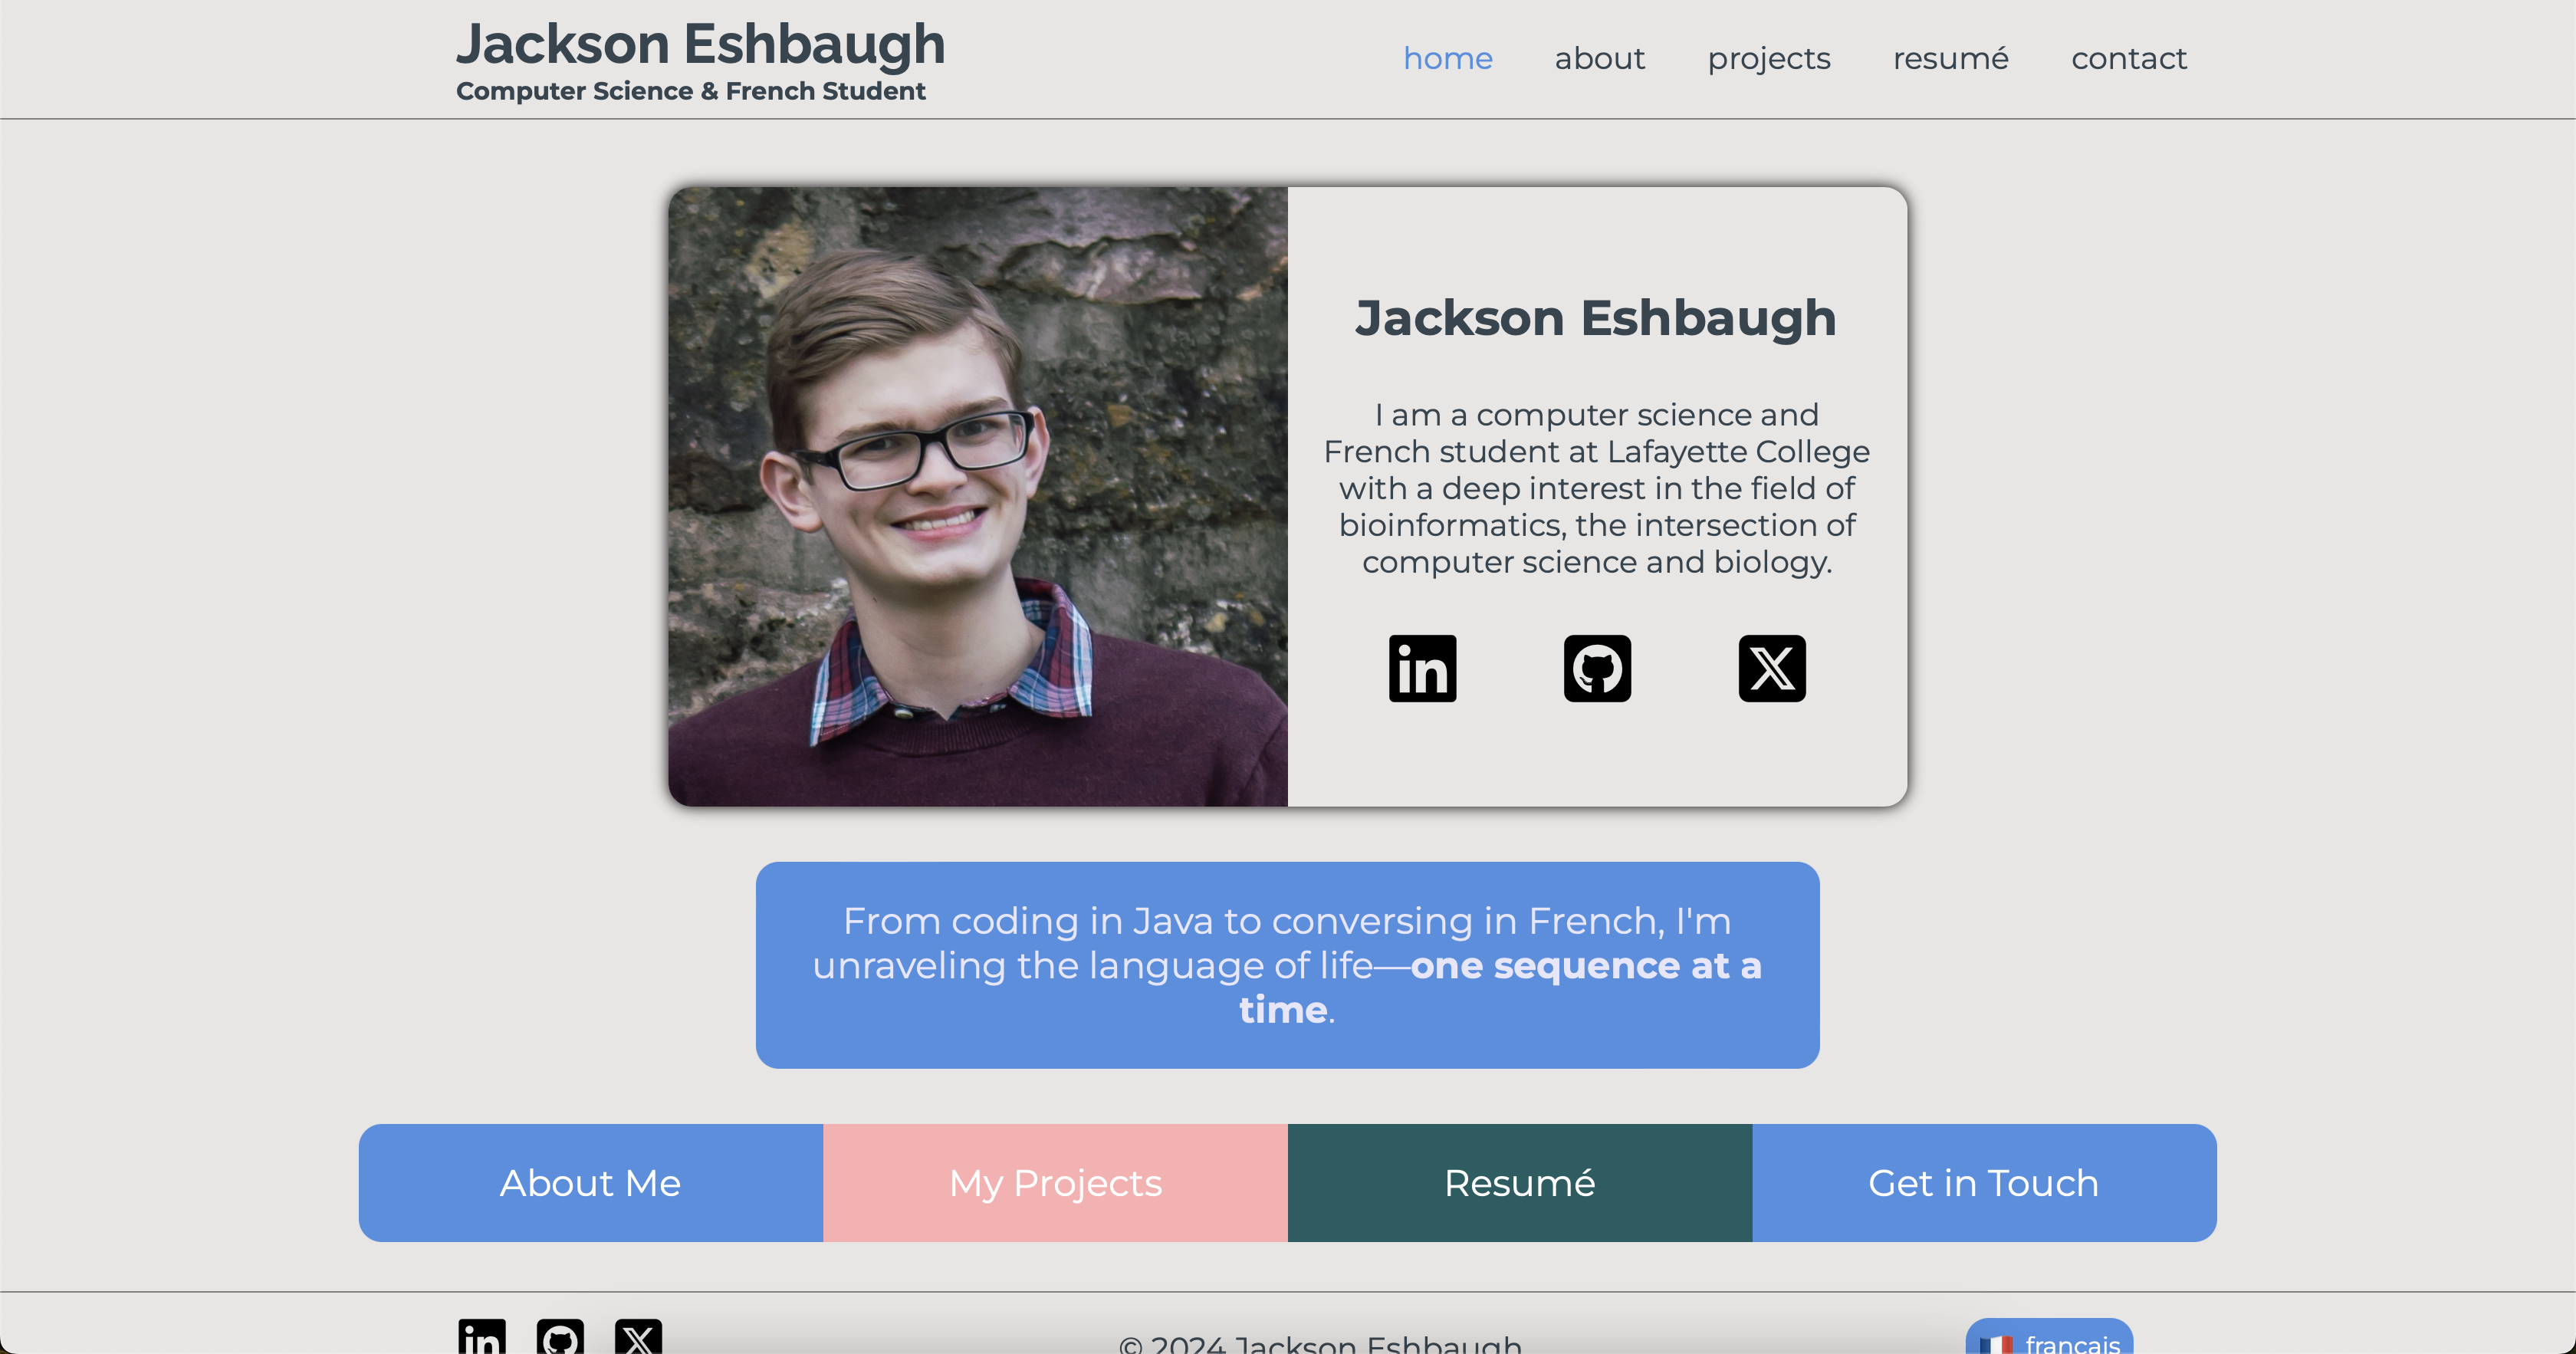 Jackson Eshbaugh
Computer Science & French Student
home about projects resumé contact
Jackson Eshbaugh
I am a computer science and
French student at Lafayette College
with a deep interest in the field of
bioinformatics, the intersection of
computer science and biology.
in X
From coding in Java to conversing in French, I'm
unraveling the language of life—one sequence at a
time.
About Me My Projects Resumé Get in Touch
in X © 2024 Jackson Eshbaugh français